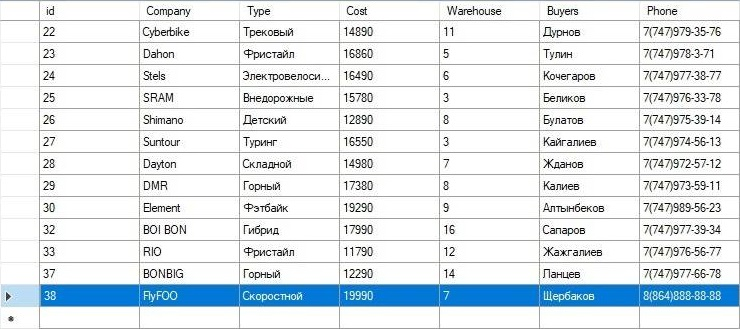 id Company Type Cost Warehouse Buyers Phone
22 Cyberbike Трековый 14890 11 Дурнов 7(747)979-35-76
23 Dahon Фристайл 16860 5 Тулин 7(747)978-3-71
24 Stels Электровелоси... 16490 6 Кочегаров 7(747)977-38-77
25 SRAM Внедорожные 15780 3 Беликов 7(747)976-33-78
26 Shimano Детский 12890 8 Булатов 7(747)975-39-14
27 Suntour Туринг 16550 3 Кайгалиев 7(747)974-56-13
28 Dayton Складной 14980 7 Жданов 7(747)972-57-12
29 DMR Горный 17380 8 Калиев 7(747)973-59-11
30 Element Фэтбайк 19290 9 Алтынбеков 7(747)989-56-23
32 BOI BON Гибрид 17990 16 Сапаров 7(747)977-39-34
33 RIO Фристайл 11790 12 Жажгалиев 7(747)976-56-77
37 BONBIG Горный 12290 14 Ланцев 7(747)977-66-78
38 FlyFOO Скоростной 19990 7 Щербаков 8(864)888-88-88